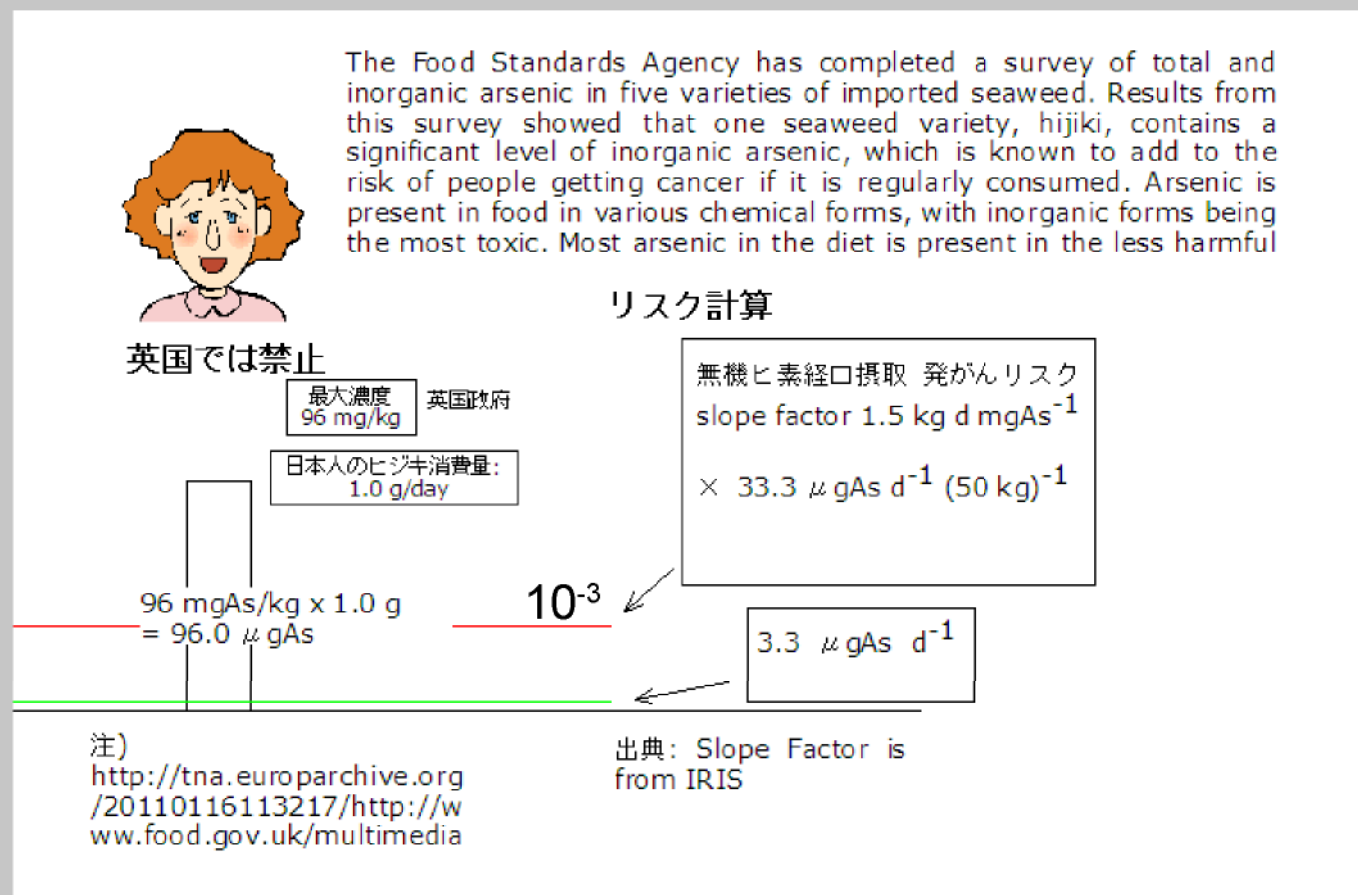 The Food Standards Agency has completed a survey of total and
inorganic arsenic in five varieties of imported seaweed. Results from
this survey showed that one seaweed variety, hijiki, contains a
significant level of inorganic arsenic, which is known to add to the
risk of people getting cancer if it is regularly consumed. Arsenic is
present in food in various chemical forms, with inorganic forms being
the most toxic. Most arsenic in the diet is present in the less harmful
リスク計算
英国では禁止
最大濃度
96 mg/kg
英国政府
日本人のヒジキ消費量:
1.0 g/day
無機ヒ素経口摂取 発がんリスク
slope factor 1.5 kg d mgAs⁻¹
× 33.3 μgAs d⁻¹ (50 kg)⁻¹
96 mgAs/kg x 1.0 g
= 96.0 μgAs
10⁻³
3.3 μgAs d⁻¹
注)
http://tna.europarchive.org
/20110116113217/http://w
ww.food.gov.uk/multimedia
出典: Slope Factor is
from IRIS